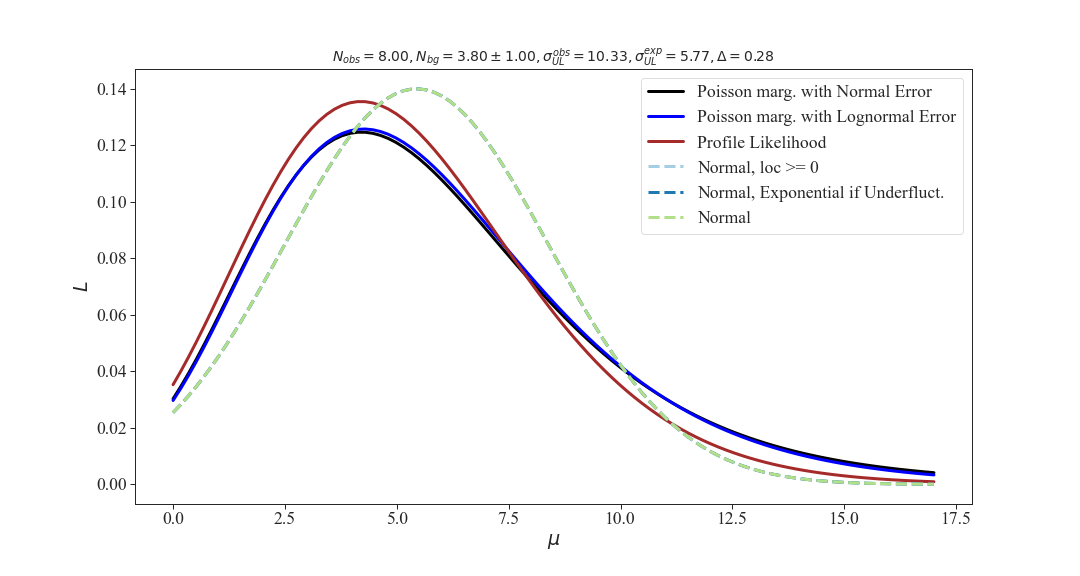 N_obs = 8.00, N_bg = 3.80 ± 1.00, σ_UL^obs = 10.33, σ_UL^exp = 5.77, Δ = 0.28
0.14
0.12
0.10
0.08
0.06
0.04
0.02
0.00
L
Poisson marg. with Normal Error
Poisson marg. with Lognormal Error
Profile Likelihood
Normal, loc >= 0
Normal, Exponential if Underfluct.
Normal
0.0 2.5 5.0 7.5 10.0 12.5 15.0 17.5
μ